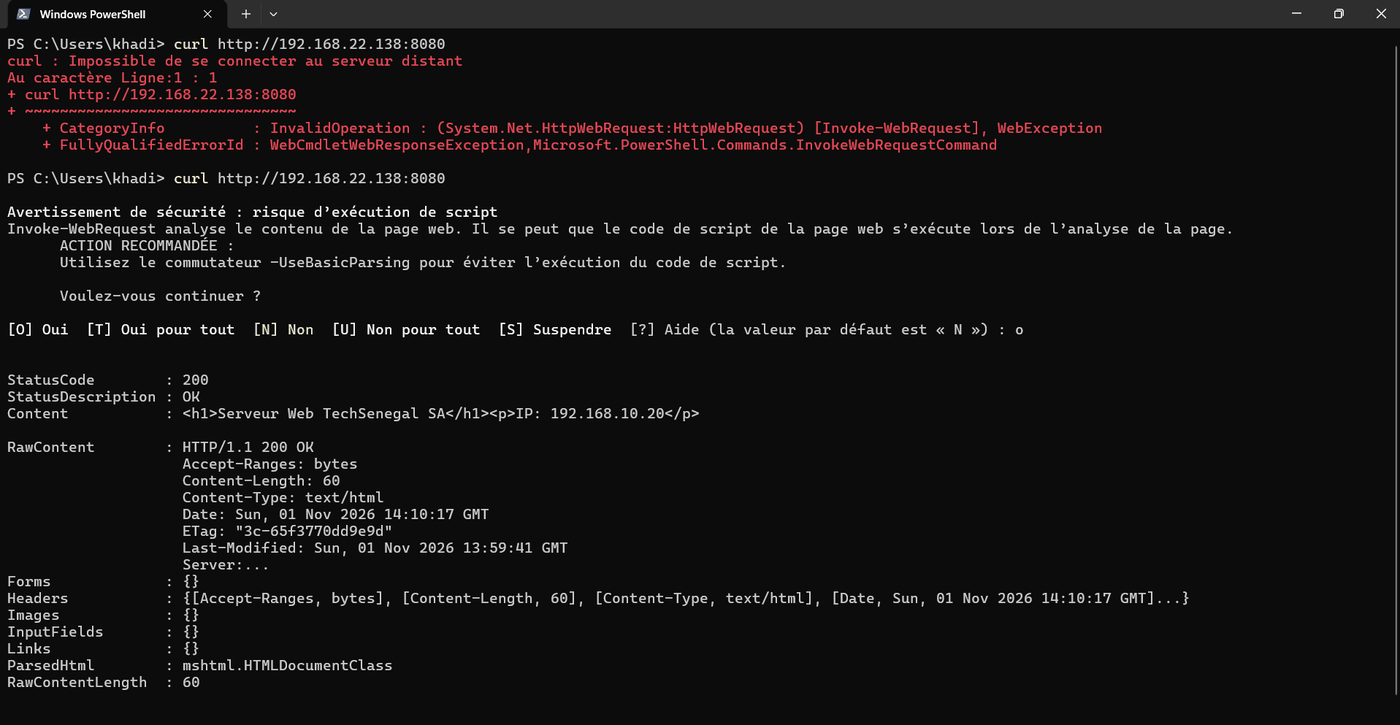 Windows PowerShell
PS C:\Users\khadi> curl http://192.168.22.138:8080
curl : Impossible de se connecter au serveur distant
Au caractère Ligne:1 : 1
+ curl http://192.168.22.138:8080
+ ~~~~~~~~~~~~~~~~~~~~~~~~~~~~~~~
    + CategoryInfo          : InvalidOperation : (System.Net.HttpWebRequest:HttpWebRequest) [Invoke-WebRequest], WebException
    + FullyQualifiedErrorId : WebCmdletWebResponseException,Microsoft.PowerShell.Commands.InvokeWebRequestCommand
PS C:\Users\khadi> curl http://192.168.22.138:8080
Avertissement de sécurité : risque d’exécution de script
Invoke-WebRequest analyse le contenu de la page web. Il se peut que le code de script de la page web s’exécute lors de l’analyse de la page.
      ACTION RECOMMANDÉE :
      Utilisez le commutateur -UseBasicParsing pour éviter l’exécution du code de script.
      Voulez-vous continuer ?
[O] Oui  [T] Oui pour tout  [N] Non  [U] Non pour tout  [S] Suspendre  [?] Aide (la valeur par défaut est « N ») : o
StatusCode        : 200
StatusDescription : OK
Content           : <h1>Serveur Web TechSenegal SA</h1><p>IP: 192.168.10.20</p>
RawContent        : HTTP/1.1 200 OK
                    Accept-Ranges: bytes
                    Content-Length: 60
                    Content-Type: text/html
                    Date: Sun, 01 Nov 2026 14:10:17 GMT
                    ETag: "3c-65f3770dd9e9d"
                    Last-Modified: Sun, 01 Nov 2026 13:59:41 GMT
                    Server:...
Forms             : {}
Headers           : {[Accept-Ranges, bytes], [Content-Length, 60], [Content-Type, text/html], [Date, Sun, 01 Nov 2026 14:10:17 GMT]...}
Images            : {}
InputFields       : {}
Links             : {}
ParsedHtml        : mshtml.HTMLDocumentClass
RawContentLength  : 60